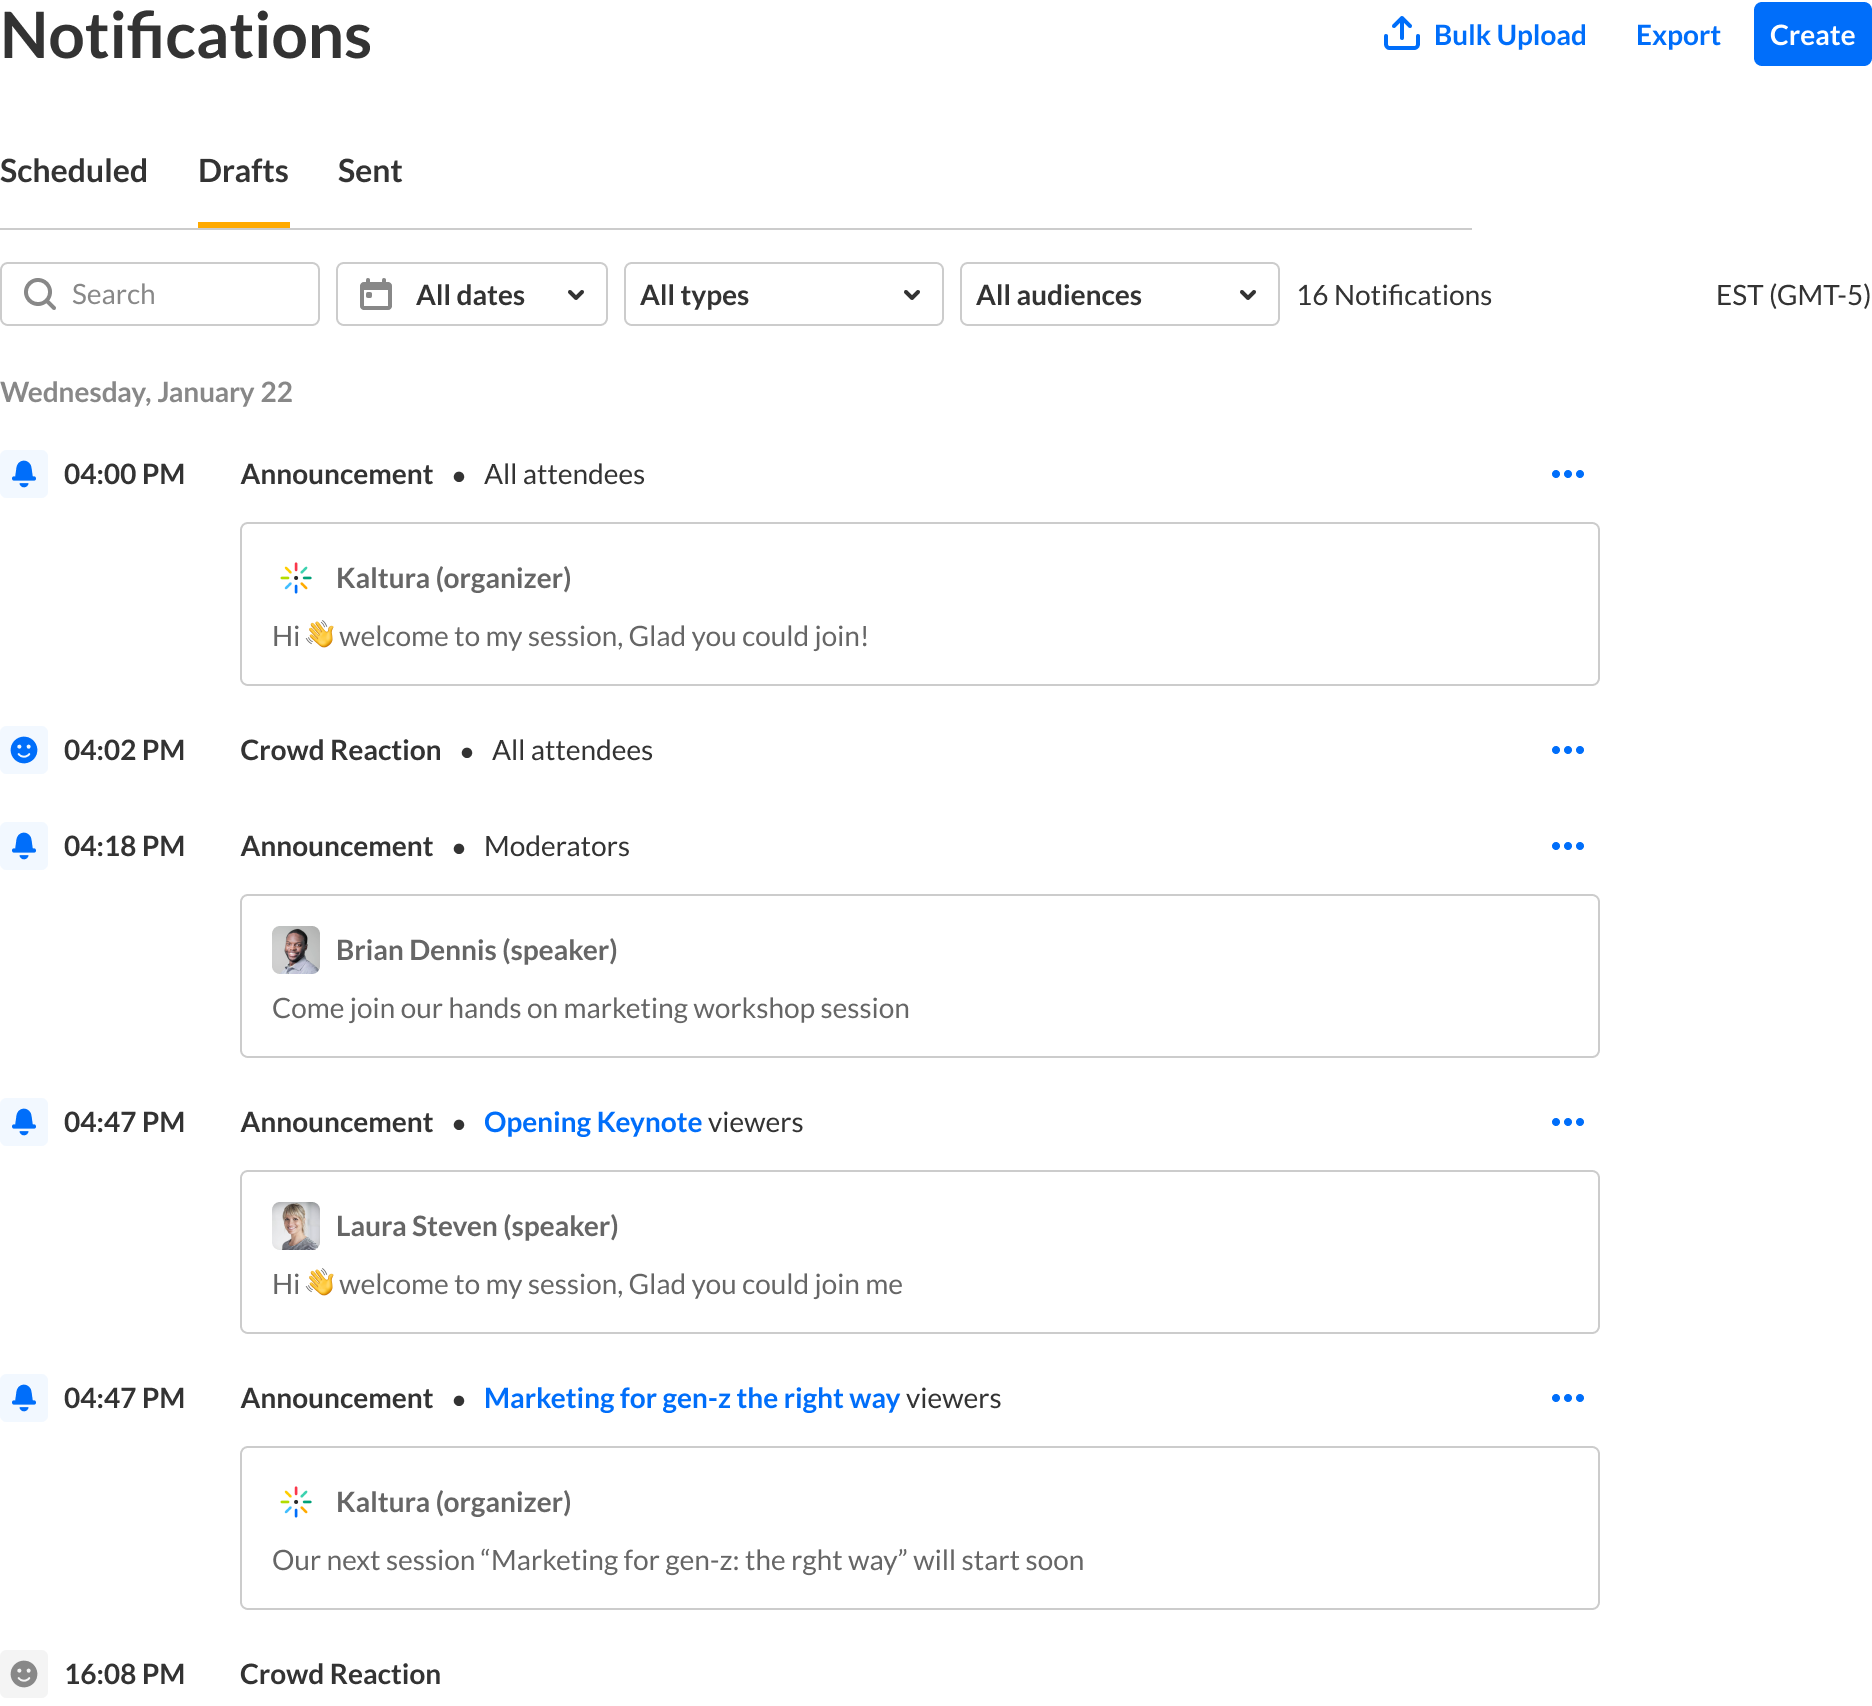 Notifications
Bulk Upload Export Create
Scheduled Drafts Sent
Search All dates All types All audiences 16 Notifications EST (GMT-5)
Wednesday, January 22
04:00 PM Announcement • All attendees
Kaltura (organizer)
Hi 👋 welcome to my session, Glad you could join!
04:02 PM Crowd Reaction • All attendees
04:18 PM Announcement • Moderators
Brian Dennis (speaker)
Come join our hands on marketing workshop session
04:47 PM Announcement • Opening Keynote viewers
Laura Steven (speaker)
Hi 👋 welcome to my session, Glad you could join me
04:47 PM Announcement • Marketing for gen-z the right way viewers
Kaltura (organizer)
Our next session “Marketing for gen-z: the rght way” will start soon
16:08 PM Crowd Reaction